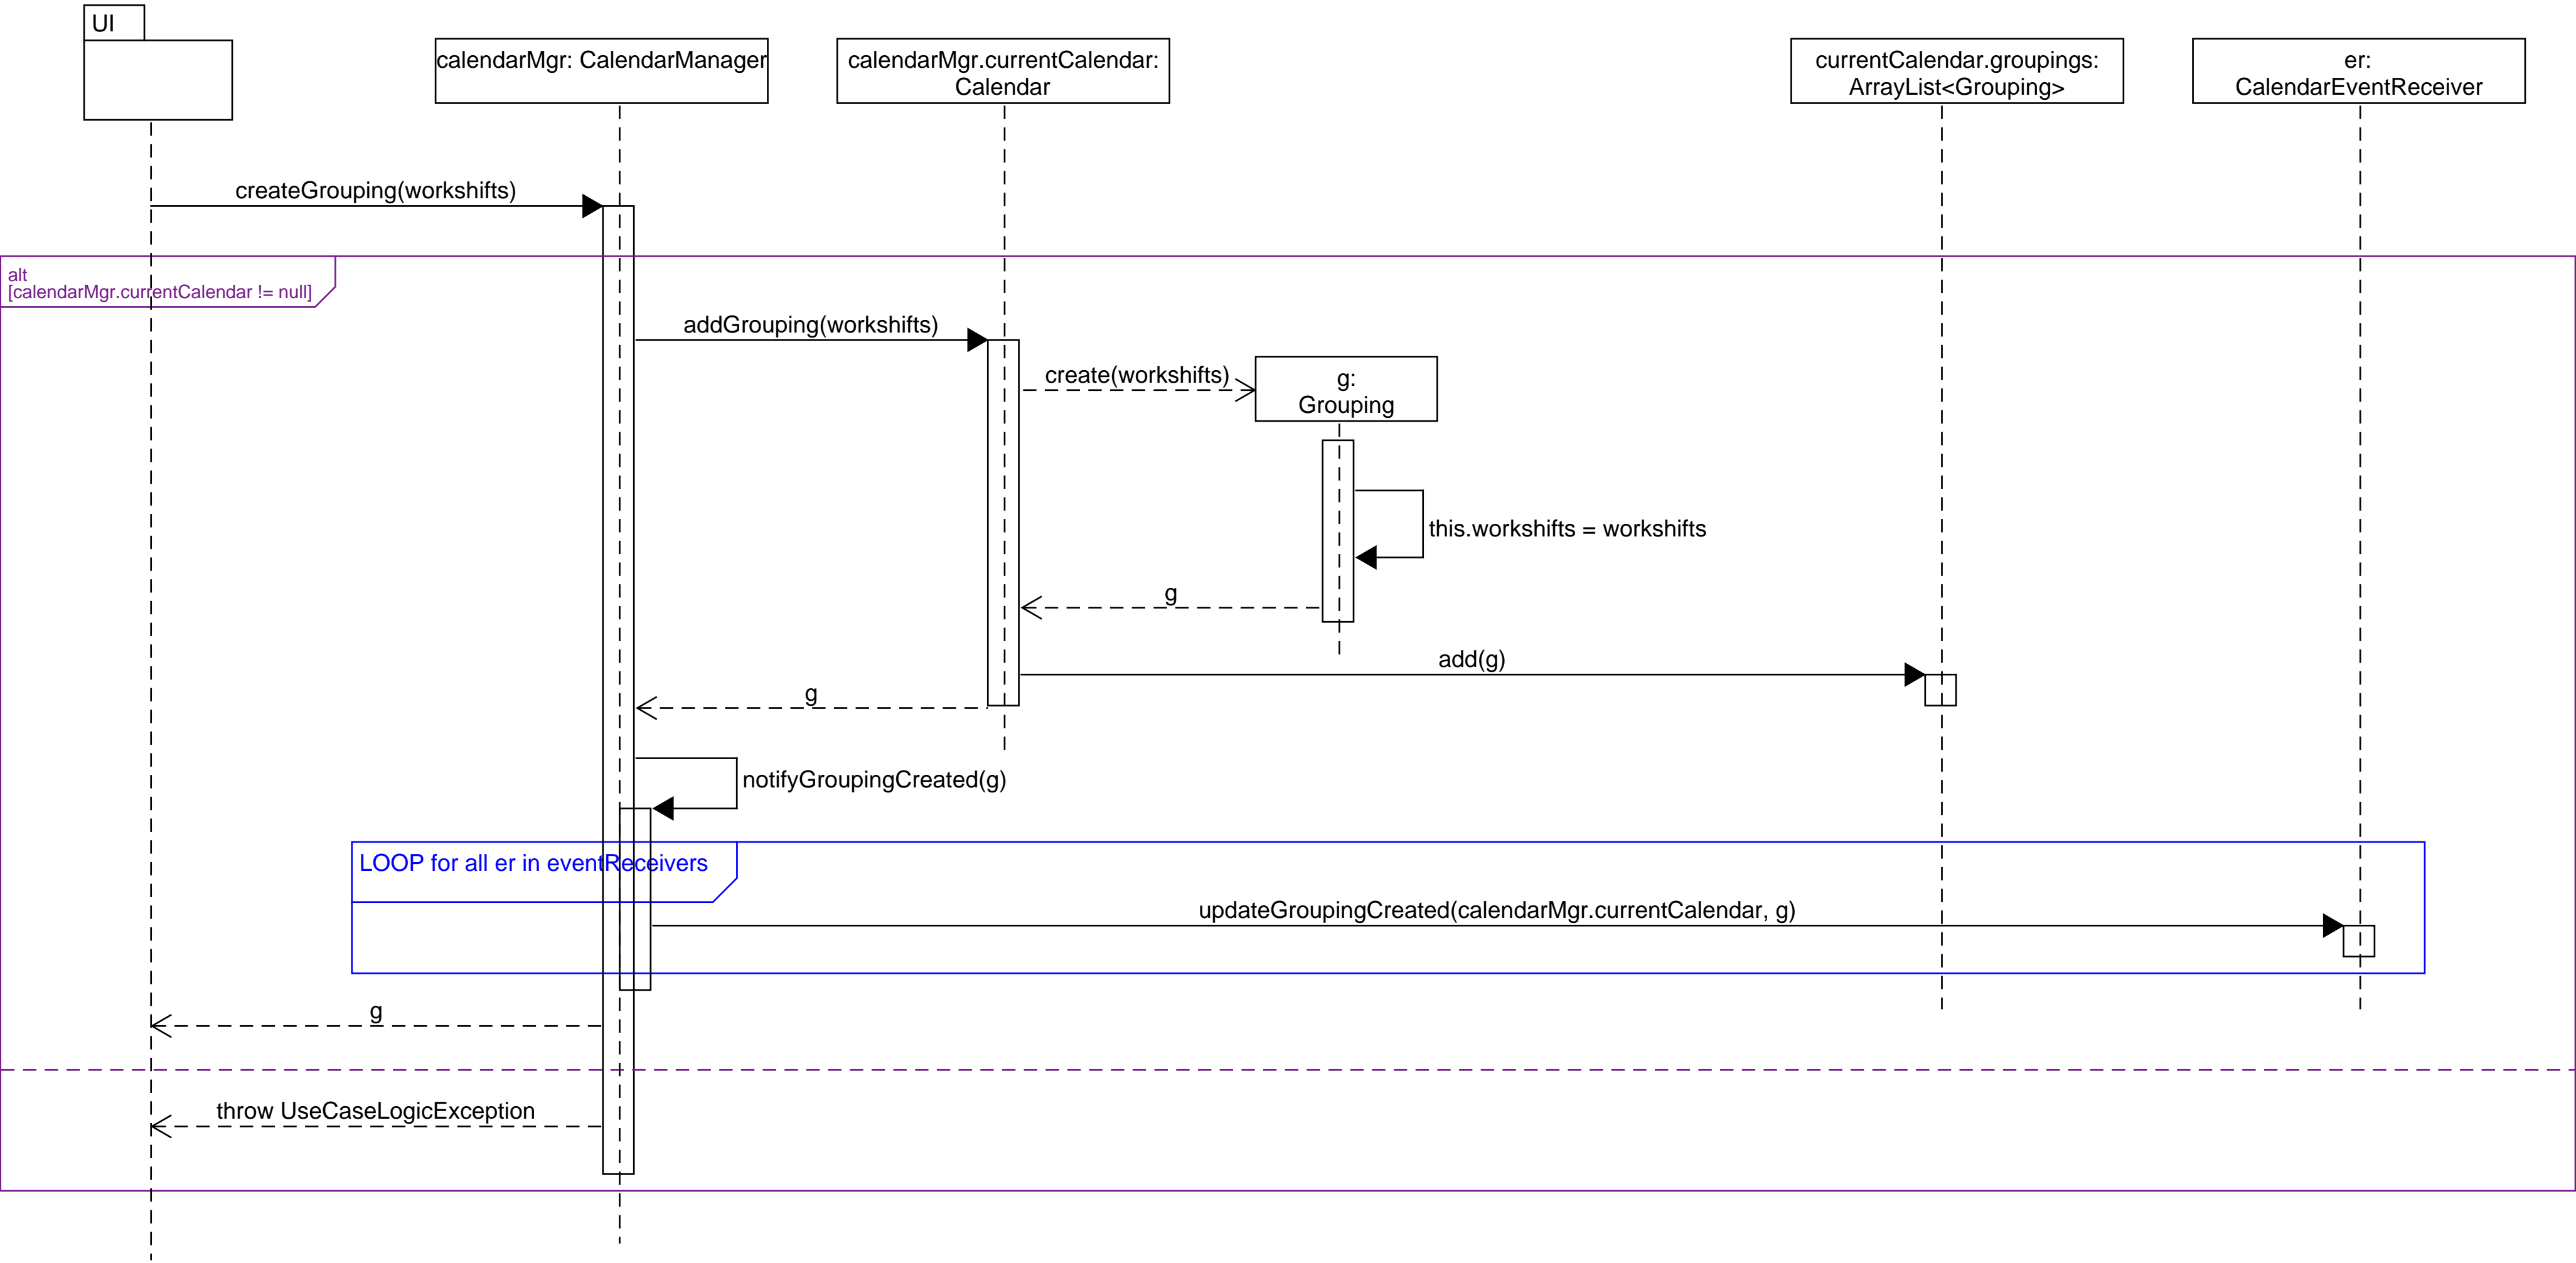 UI
calendarMgr: CalendarManager
calendarMgr.currentCalendar:
Calendar
currentCalendar.groupings:
ArrayList<Grouping>
er:
CalendarEventReceiver
createGrouping(workshifts)
alt
[calendarMgr.currentCalendar != null]
addGrouping(workshifts)
create(workshifts)
g:
Grouping
this.workshifts = workshifts
g
add(g)
g
notifyGroupingCreated(g)
LOOP for all er in eventReceivers
updateGroupingCreated(calendarMgr.currentCalendar, g)
g
throw UseCaseLogicException